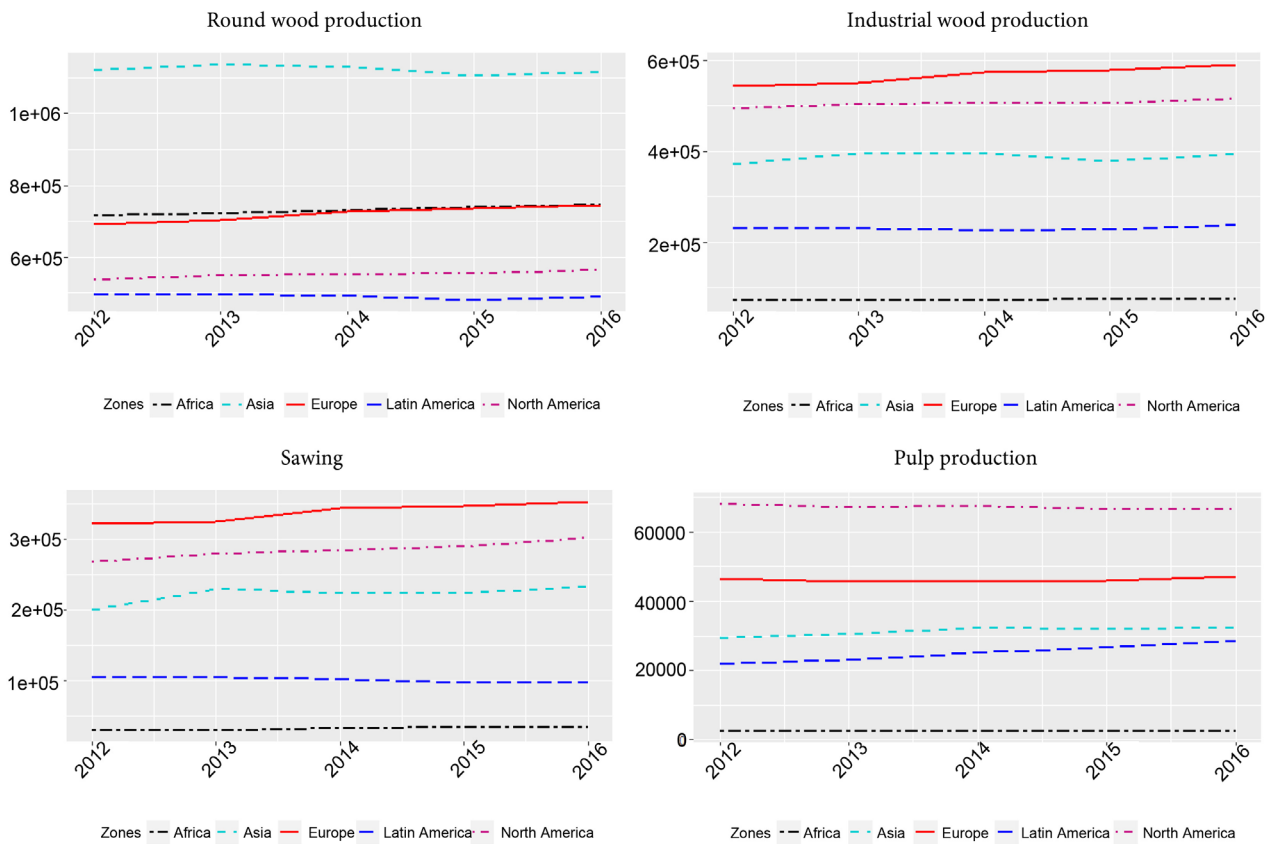 Round wood production
1e+06
8e+05
6e+05
2012 2013 2014 2015 2016
Zones Africa Asia Europe Latin America North America
Industrial wood production
6e+05
4e+05
2e+05
2012 2013 2014 2015 2016
Zones Africa Asia Europe Latin America North America
Sawing
3e+05
2e+05
1e+05
2012 2013 2014 2015 2016
Zones Africa Asia Europe Latin America North America
Pulp production
60000
40000
20000
0
2012 2013 2014 2015 2016
Zones Africa Asia Europe Latin America North America